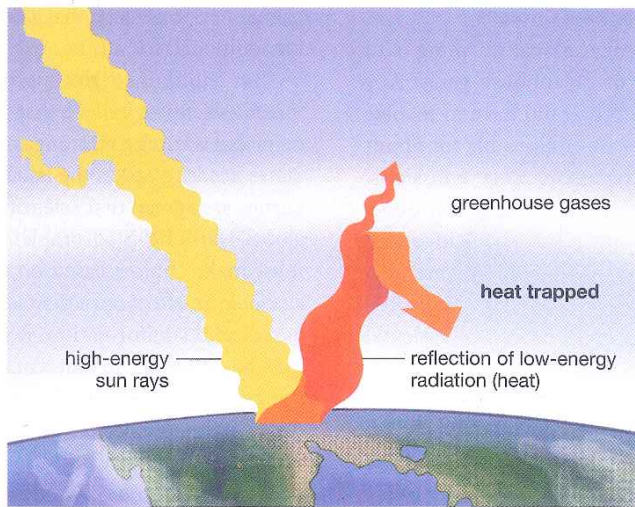 greenhouse gases
heat trapped
high-energy
sun rays
reflection of low-energy
radiation (heat)